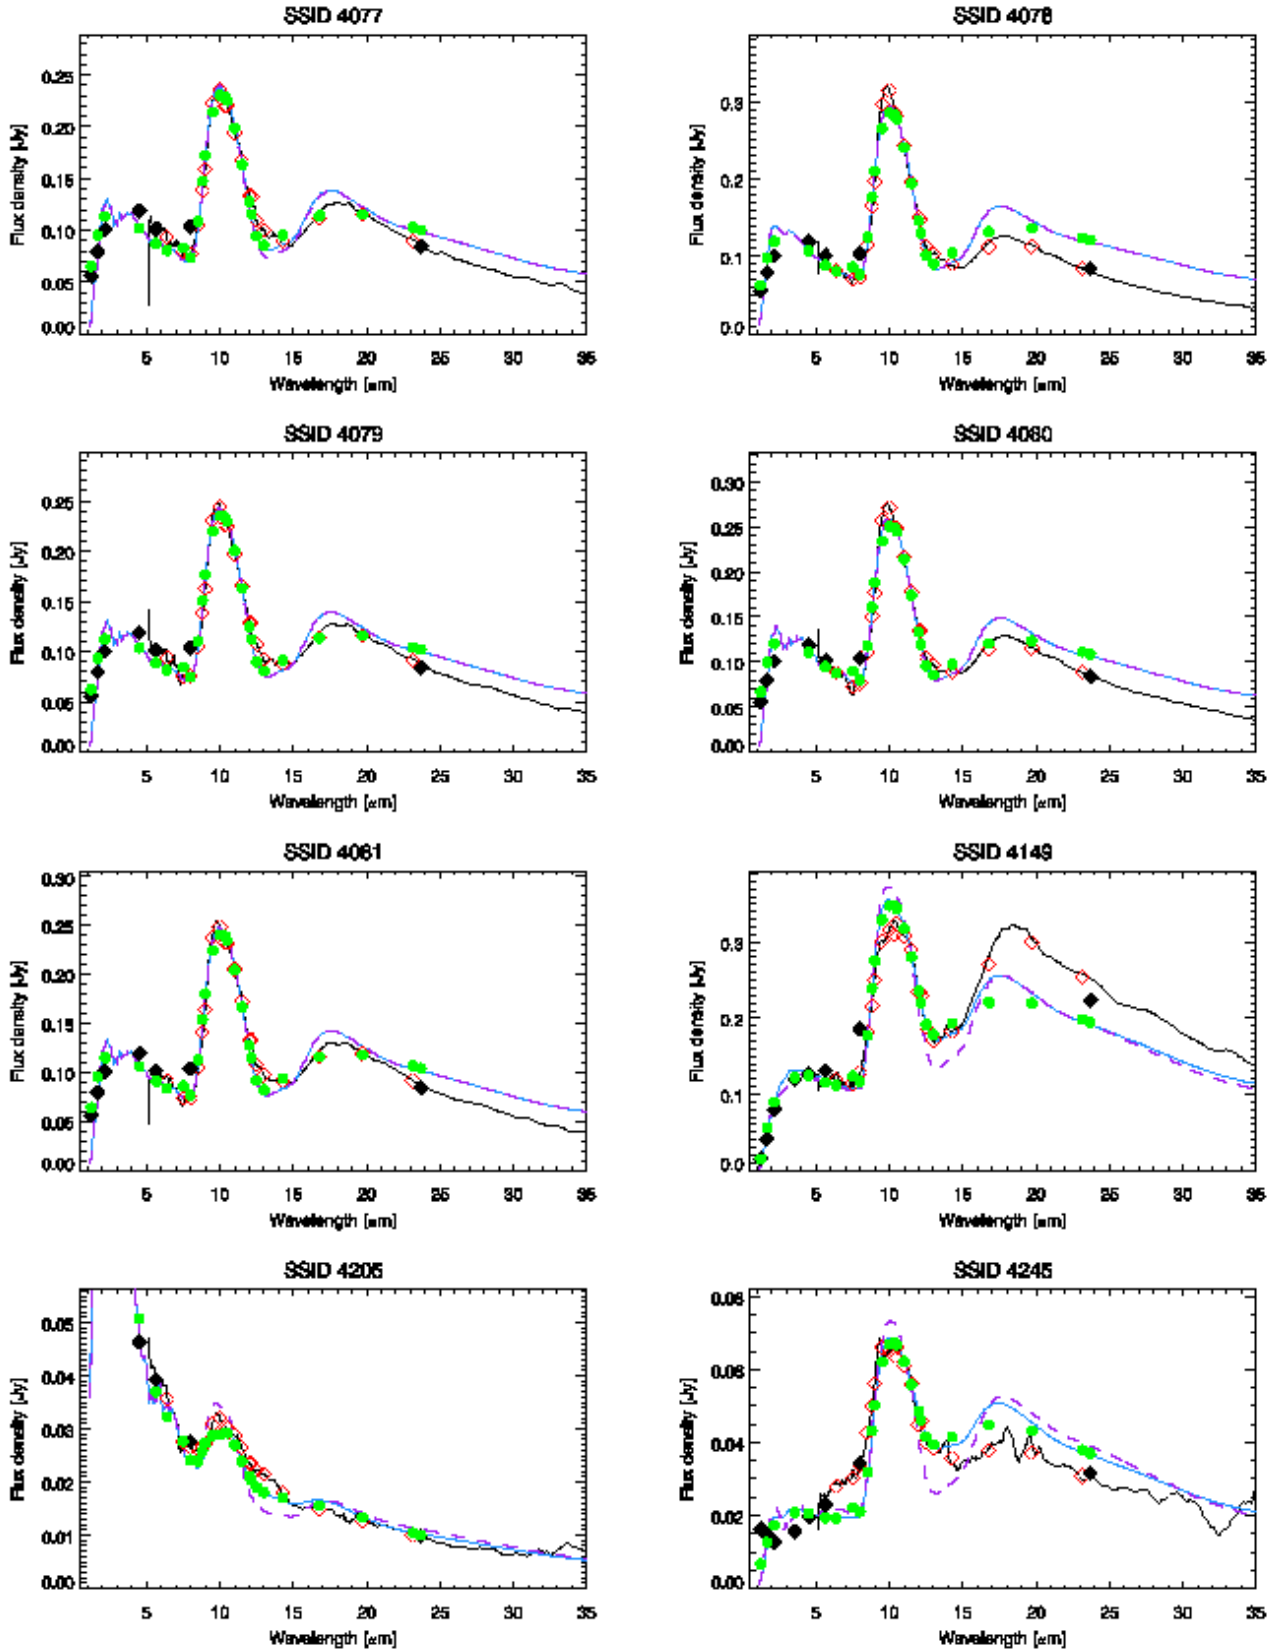 SSID 4077
SSID 4078
0.25
0.20
0.15
0.10
0.05
0.00
Flux density [Jy]
5 10 15 20 25 30 35
Wavelength [µm]
0.3
0.2
0.1
0.0
Flux density [Jy]
5 10 15 20 25 30 35
Wavelength [µm]
SSID 4079
SSID 4080
0.25
0.20
0.15
0.10
0.05
0.00
Flux density [Jy]
5 10 15 20 25 30 35
Wavelength [µm]
0.30
0.25
0.20
0.15
0.10
0.05
0.00
Flux density [Jy]
5 10 15 20 25 30 35
Wavelength [µm]
SSID 4081
SSID 4149
0.30
0.25
0.20
0.15
0.10
0.05
0.00
Flux density [Jy]
5 10 15 20 25 30 35
Wavelength [µm]
0.3
0.2
0.1
0.0
Flux density [Jy]
5 10 15 20 25 30 35
Wavelength [µm]
SSID 4205
SSID 4245
0.05
0.04
0.03
0.02
0.01
0.00
Flux density [Jy]
5 10 15 20 25 30 35
Wavelength [µm]
0.08
0.06
0.04
0.02
0.00
Flux density [Jy]
5 10 15 20 25 30 35
Wavelength [µm]